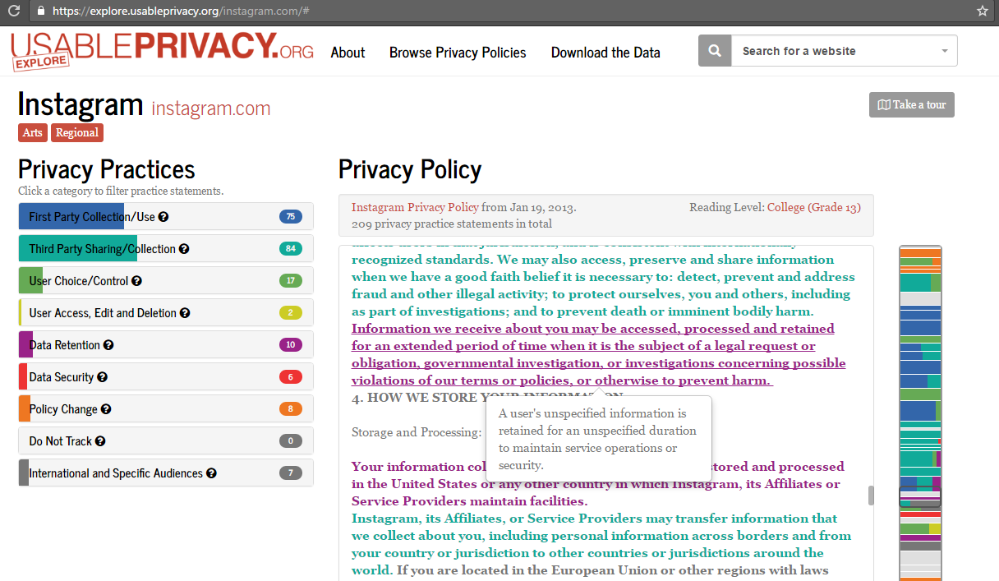 https://explore.usableprivacy.org/instagram.com/#
USABLEPRIVACY.ORG
EXPLORE
About
Browse Privacy Policies
Download the Data
Search for a website
Instagram instagram.com
Take a tour
Arts
Regional
Privacy Practices
Click a category to filter practice statements.
First Party Collection/Use ? 75
Third Party Sharing/Collection ? 84
User Choice/Control ? 17
User Access, Edit and Deletion ? 2
Data Retention ? 10
Data Security ? 6
Policy Change ? 8
Do Not Track ? 0
International and Specific Audiences ? 7
Privacy Policy
Instagram Privacy Policy from Jan 19, 2013.
Reading Level: College (Grade 13)
209 privacy practice statements in total
recognized standards. We may also access, preserve and share information
when we have a good faith belief it is necessary to: detect, prevent and address
fraud and other illegal activity; to protect ourselves, you and others, including
as part of investigations; and to prevent death or imminent bodily harm.
Information we receive about you may be accessed, processed and retained
for an extended period of time when it is the subject of a legal request or
obligation, governmental investigation, or investigations concerning possible
violations of our terms or policies, or otherwise to prevent harm.
4. HOW WE STORE YOUR INFORMATION
A user's unspecified information is
retained for an unspecified duration
to maintain service operations or
security.
Storage and Processing:
Your information col stored and processed
in the United States or any other country in which Instagram, its Affiliates or
Service Providers maintain facilities.
Instagram, its Affiliates, or Service Providers may transfer information that
we collect about you, including personal information across borders and from
your country or jurisdiction to other countries or jurisdictions around the
world. If you are located in the European Union or other regions with laws